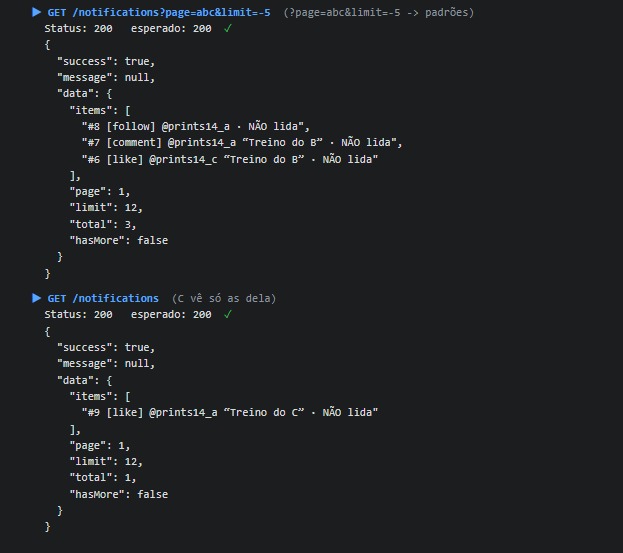 ▶ GET /notifications?page=abc&limit=-5 (?page=abc&limit=-5 -> padrões)
Status: 200 esperado: 200 ✓
{
"success": true,
"message": null,
"data": {
"items": [
"#8 [follow] @prints14_a · NÃO lida",
"#7 [comment] @prints14_a “Treino do B” · NÃO lida",
"#6 [like] @prints14_c “Treino do B” · NÃO lida"
],
"page": 1,
"limit": 12,
"total": 3,
"hasMore": false
}
}
▶ GET /notifications (C vê só as dela)
Status: 200 esperado: 200 ✓
{
"success": true,
"message": null,
"data": {
"items": [
"#9 [like] @prints14_a “Treino do C” · NÃO lida"
],
"page": 1,
"limit": 12,
"total": 1,
"hasMore": false
}
}